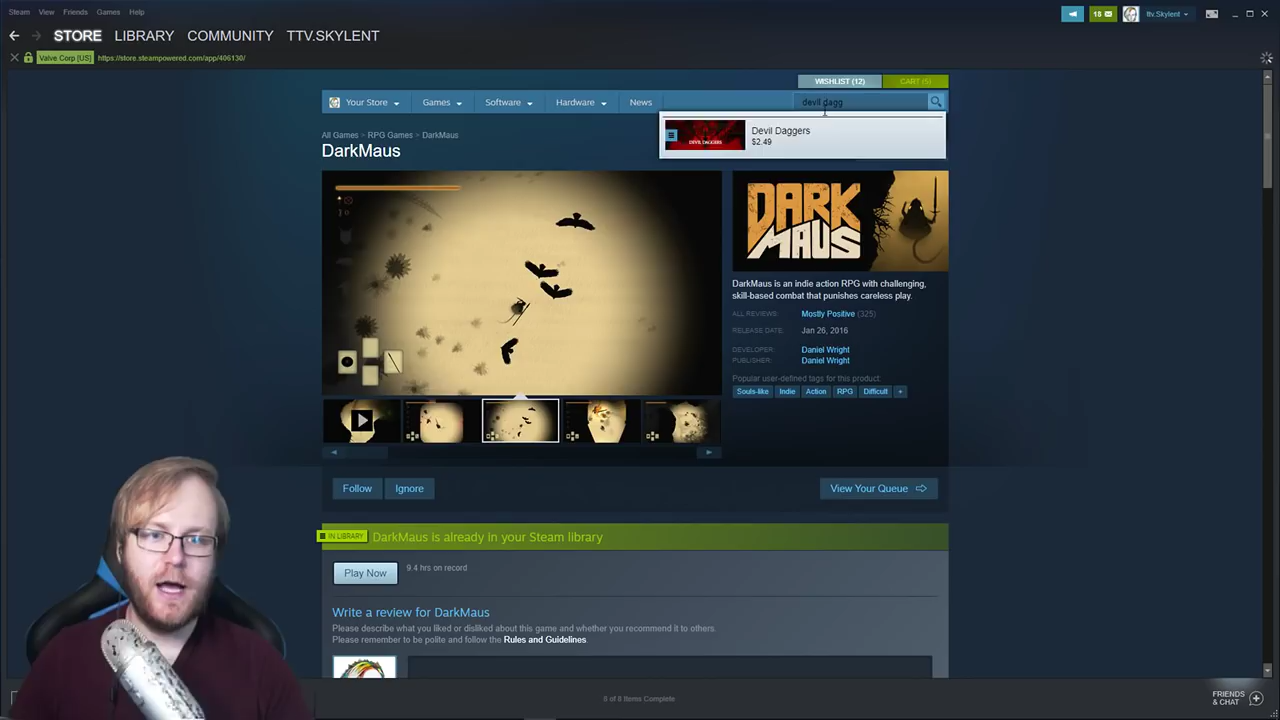 Steam View Friends Games Help
18
ttv.Skylent
STORE LIBRARY COMMUNITY TTV.SKYLENT
Valve Corp [US] https://store.steampowered.com/app/406130/
WISHLIST (12) CART (5)
Your Store Games Software Hardware News devil dagg
Devil Daggers
$2.49
DEVIL DAGGERS
All Games > RPG Games > DarkMaus
DarkMaus
DARK
MAUS
DarkMaus is an indie action RPG with challenging,
skill-based combat that punishes careless play.
ALL REVIEWS: Mostly Positive (325)
RELEASE DATE: Jan 26, 2016
DEVELOPER: Daniel Wright
PUBLISHER: Daniel Wright
Popular user-defined tags for this product:
Souls-like Indie Action RPG Difficult +
Follow Ignore View Your Queue
IN LIBRARY DarkMaus is already in your Steam library
Play Now 9.4 hrs on record
Write a review for DarkMaus
Please describe what you liked or disliked about this game and whether you recommend it to others.
Please remember to be polite and follow the Rules and Guidelines.
8 of 8 Items Complete
FRIENDS
& CHAT